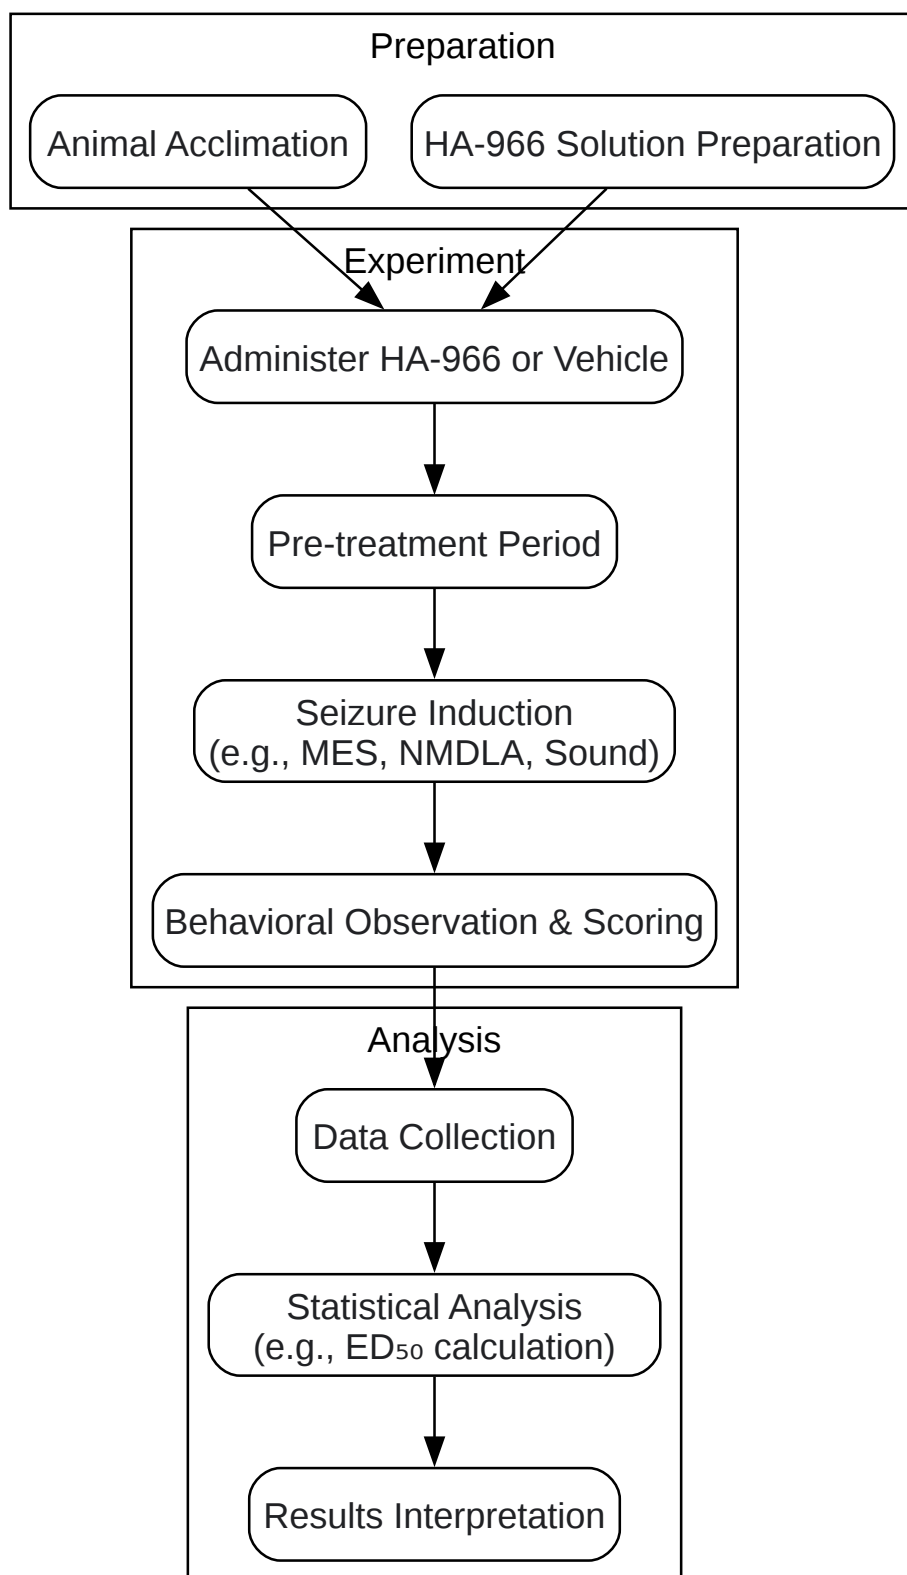 Preparation
Animal Acclimation
HA-966 Solution Preparation
Experiment
Administer HA-966 or Vehicle
Pre-treatment Period
Seizure Induction
(e.g., MES, NMDLA, Sound)
Behavioral Observation & Scoring
Analysis
Data Collection
Statistical Analysis
(e.g., ED₅₀ calculation)
Results Interpretation